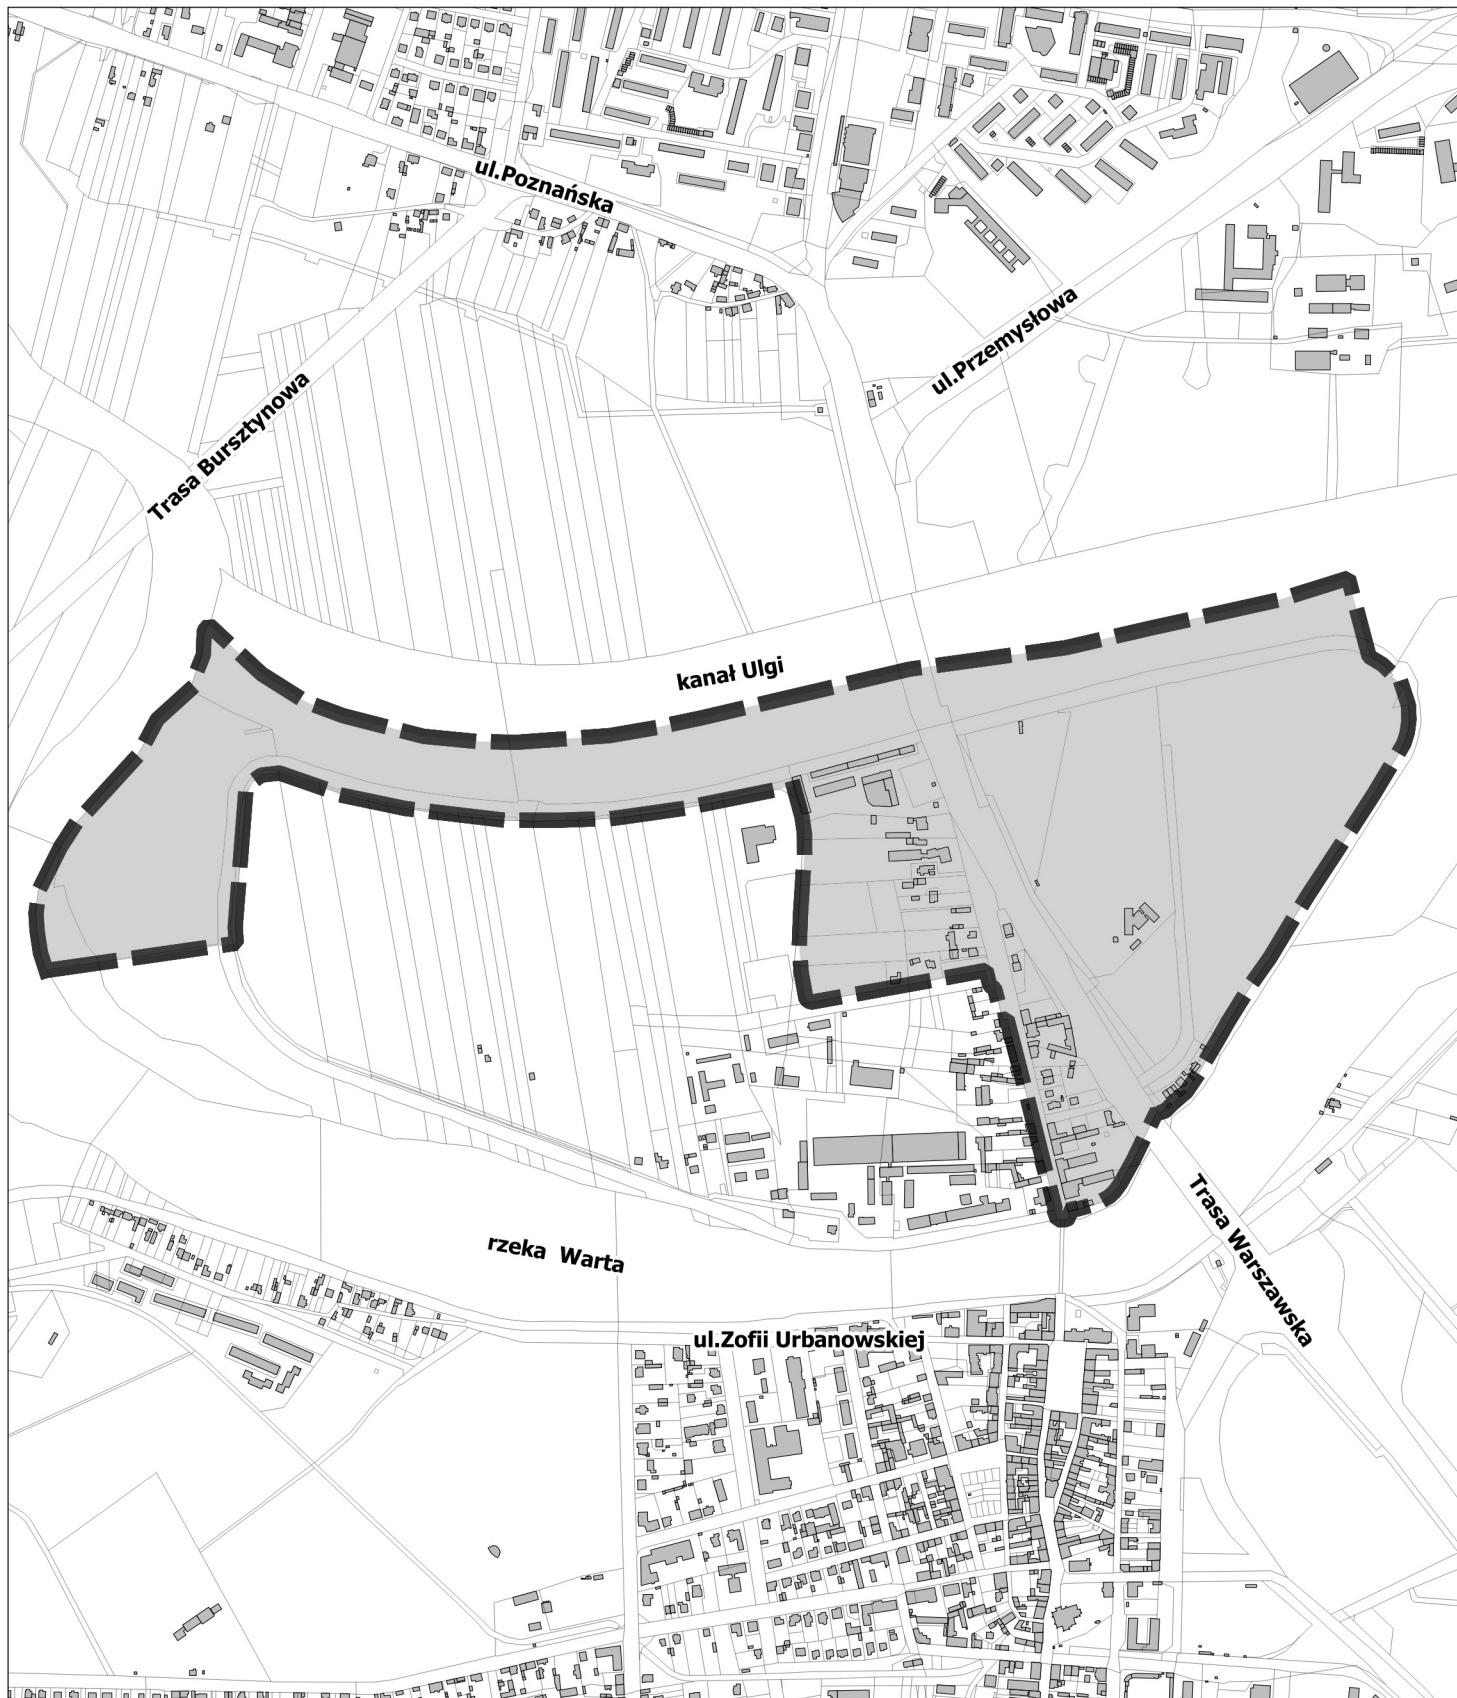 ul.Poznańska
ul.Przemysłowa
Trasa Bursztynowa
kanał Ulgi
Trasa Warszawska
rzeka Warta
ul.Zofii Urbanowskiej